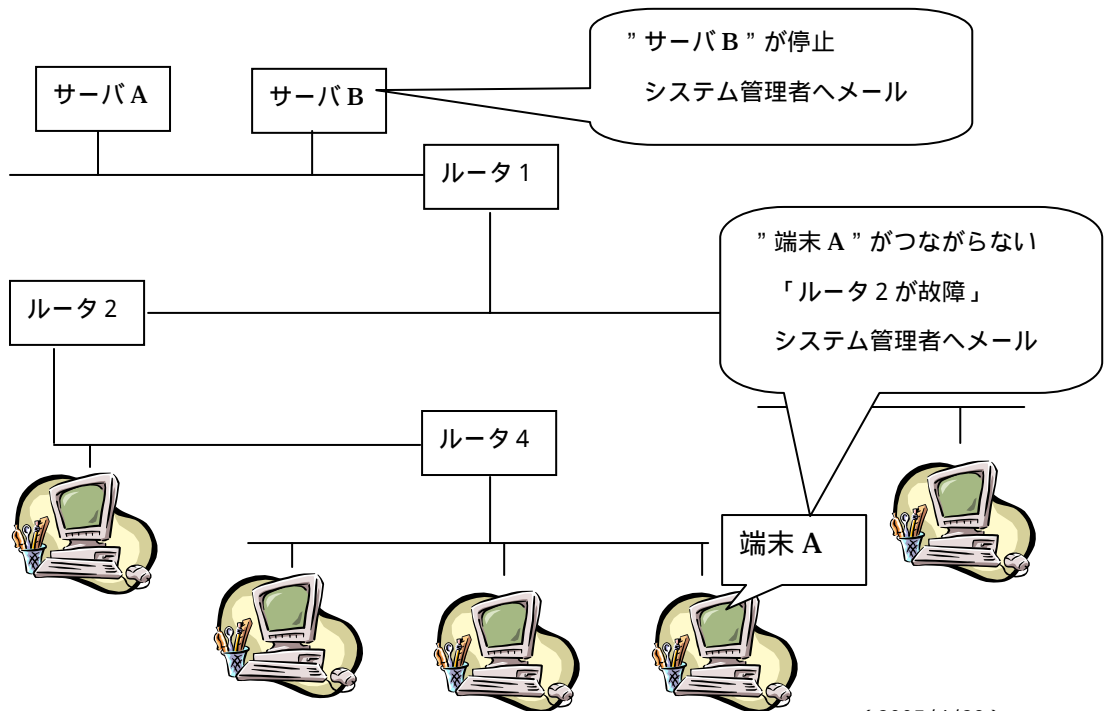 ”サーバB”が停止
システム管理者へメール
サーバA
サーバB
ルータ1
”端末A”がつながらない
「ルータ2が故障」
システム管理者へメール
ルータ2
ルータ4
端末A